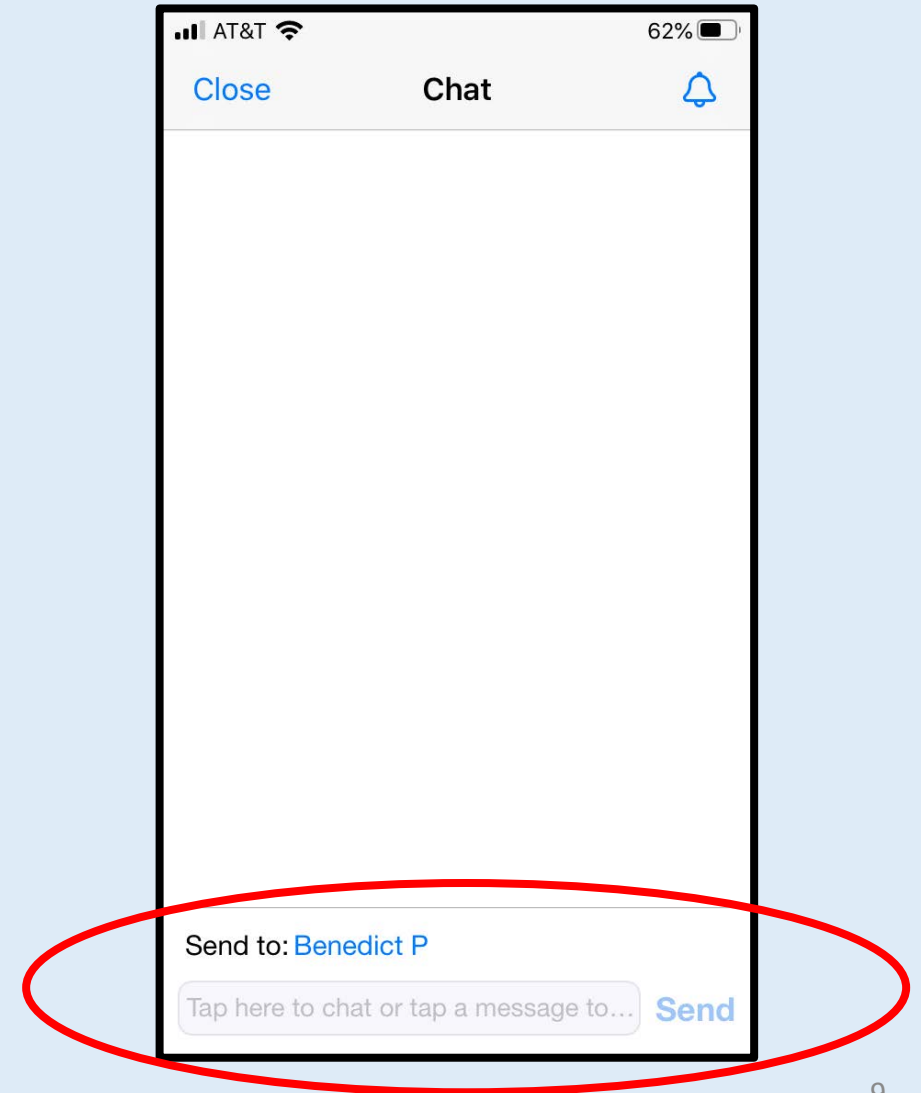 AT&T 62%
Close Chat
Send to: Benedict P
Tap here to chat or tap a message to... Send